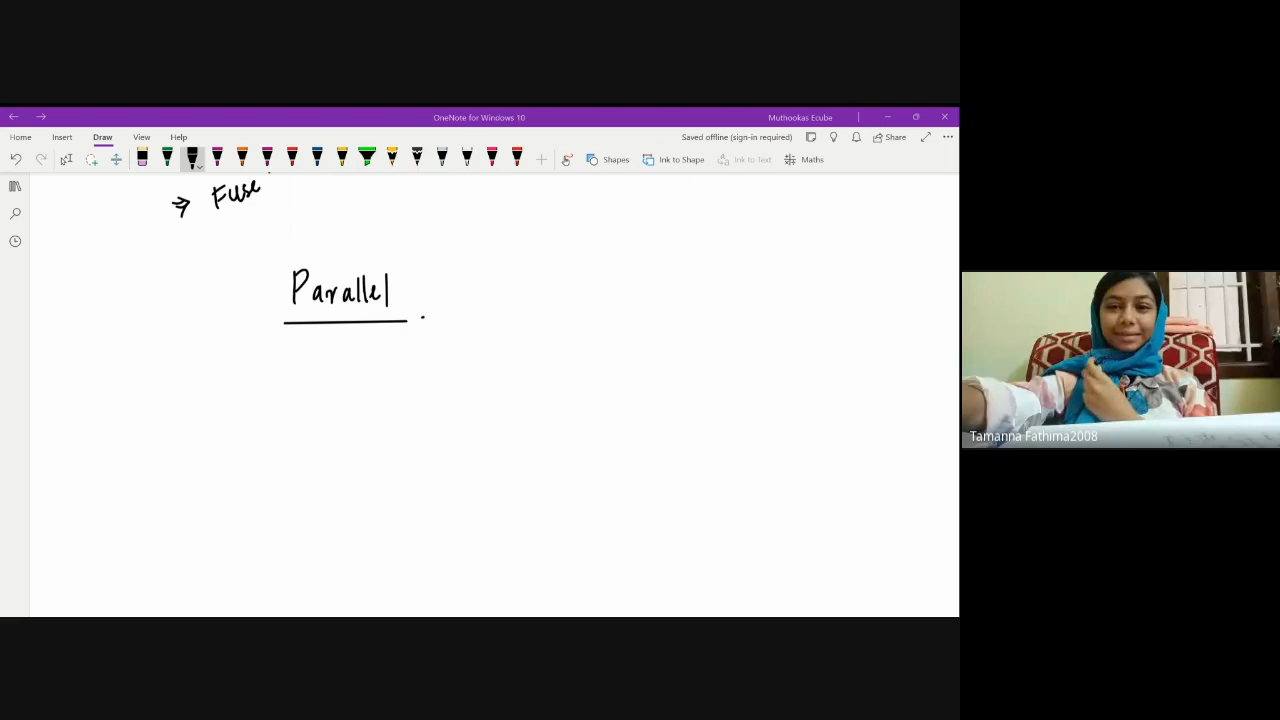 OneNote for Windows 10
Muthookas Ecube
Home Insert Draw View Help
Saved offline (sign-in required)
Share
Shapes
Ink to Shape
Ink to Text
Maths
⇒ Fuse
Parallel
Tamanna Fathima2008